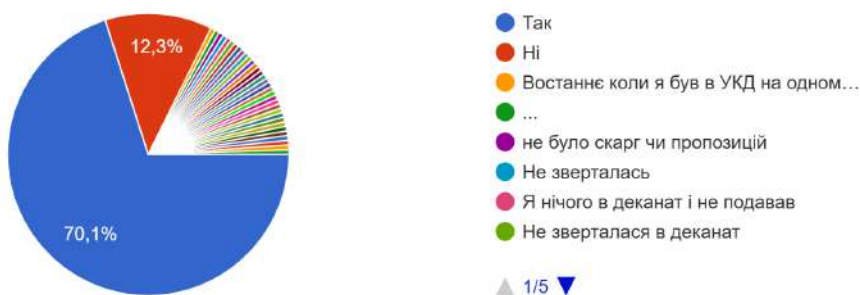 12,3%
70,1%
Так
Ні
Востаннє коли я був в УКД на одном…
...
не було скарг чи пропозицій
Не зверталась
Я нічого в деканат і не подавав
Не зверталася в деканат
1/5